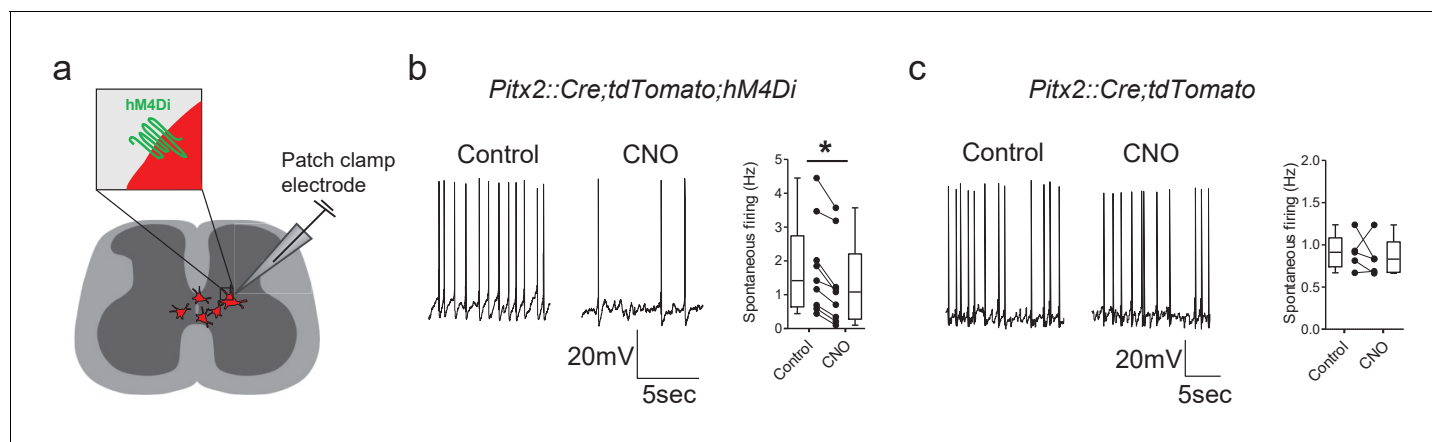 a
hM4Di
Patch clamp
electrode
b
Pitx2::Cre;tdTomato;hM4Di
Control
CNO
20mV
5sec
*
Spontaneous firing (Hz)
5
4
3
2
1
0
Control
CNO
c
Pitx2::Cre;tdTomato
Control
CNO
20mV
5sec
Spontaneous firing (Hz)
2.0
1.5
1.0
0.5
0.0
Control
CNO